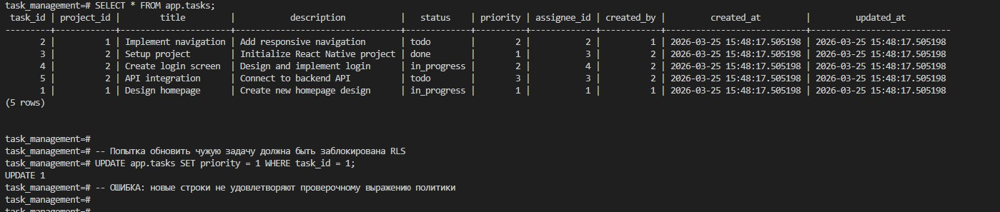 task_management=# SELECT * FROM app.tasks;
 task_id | project_id |        title         |           description           |   status    | priority | assignee_id | created_by |         created_at         |         updated_at
---------+------------+----------------------+---------------------------------+-------------+----------+-------------+------------+----------------------------+----------------------------
       2 |          1 | Implement navigation | Add responsive navigation       | todo        |        2 |           2 |          1 | 2026-03-25 15:48:17.505198 | 2026-03-25 15:48:17.505198
       3 |          2 | Setup project        | Initialize React Native project | done        |        1 |           3 |          2 | 2026-03-25 15:48:17.505198 | 2026-03-25 15:48:17.505198
       4 |          2 | Create login screen  | Design and implement login      | in_progress |        2 |           4 |          2 | 2026-03-25 15:48:17.505198 | 2026-03-25 15:48:17.505198
       5 |          2 | API integration      | Connect to backend API          | todo        |        3 |           3 |          2 | 2026-03-25 15:48:17.505198 | 2026-03-25 15:48:17.505198
       1 |          1 | Design homepage      | Create new homepage design      | in_progress |        1 |           1 |          1 | 2026-03-25 15:48:17.505198 | 2026-03-25 15:48:17.505198
(5 rows)
task_management=#
task_management=# -- Попытка обновить чужую задачу должна быть заблокирована RLS
task_management=# UPDATE app.tasks SET priority = 1 WHERE task_id = 1;
UPDATE 1
task_management=# -- ОШИБКА: новые строки не удовлетворяют проверочному выражению политики
task_management=#
task_management=#